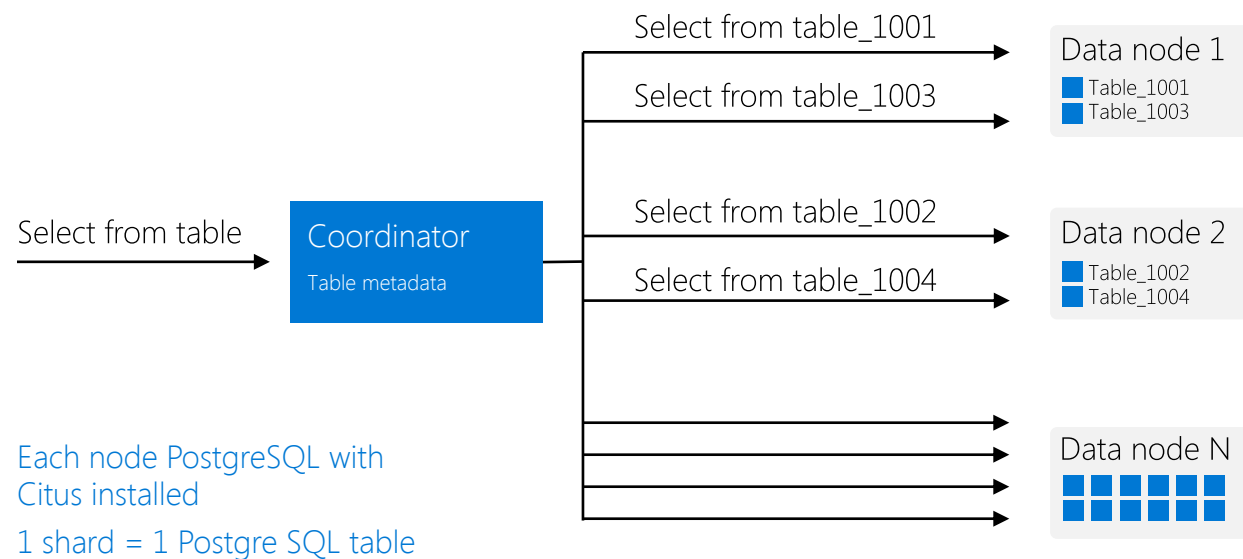 Select from table_1001
Select from table_1003
Data node 1
Table_1001
Table_1003
Select from table
Coordinator
Table metadata
Select from table_1002
Select from table_1004
Data node 2
Table_1002
Table_1004
Data node N
Each node PostgreSQL with
Citus installed
1 shard = 1 Postgre SQL table